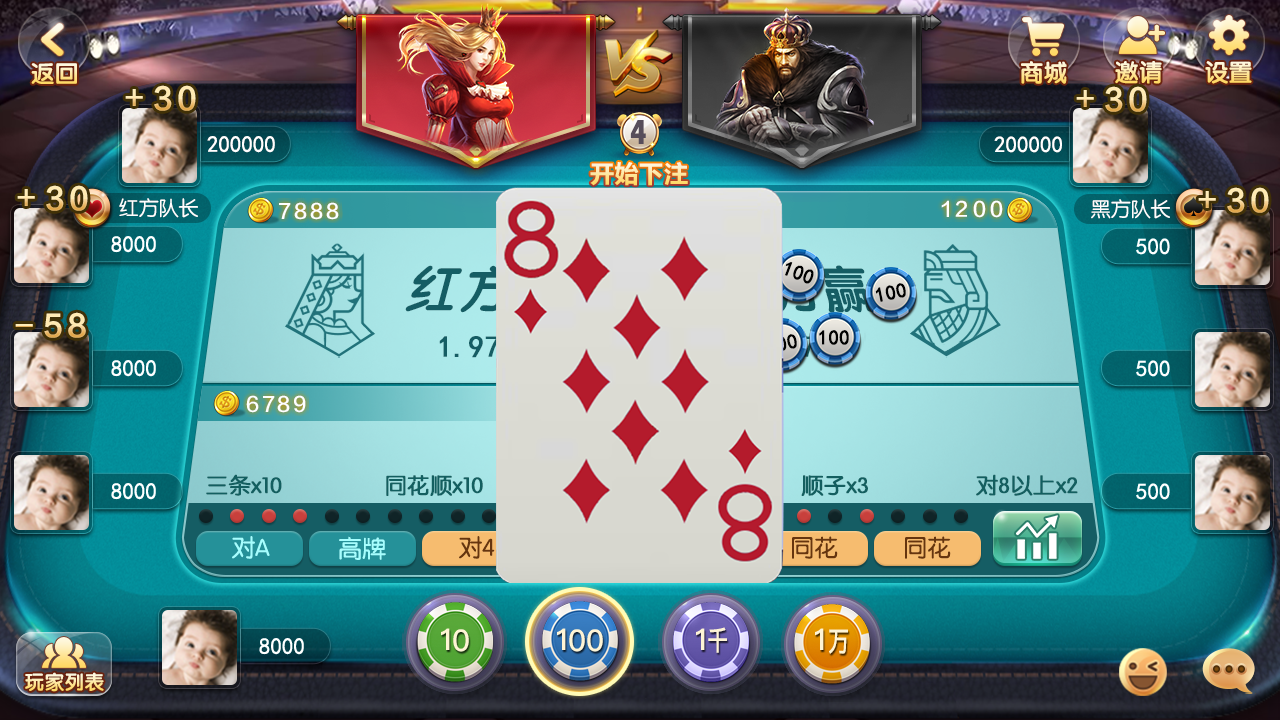 返回
VS
商城
邀请
设置
+30
200000
4
开始下注
+30
200000
+30
红方队长
8000
7888
1200
黑方队长
+30
500
8
红方
1.97
100
赢
100
100
-58
8000
500
6789
三条x10
同花顺x10
顺子x3
对8以上x2
8000
500
8
对A
高牌
对4
同花
同花
8000
10
100
1千
1万
玩家列表